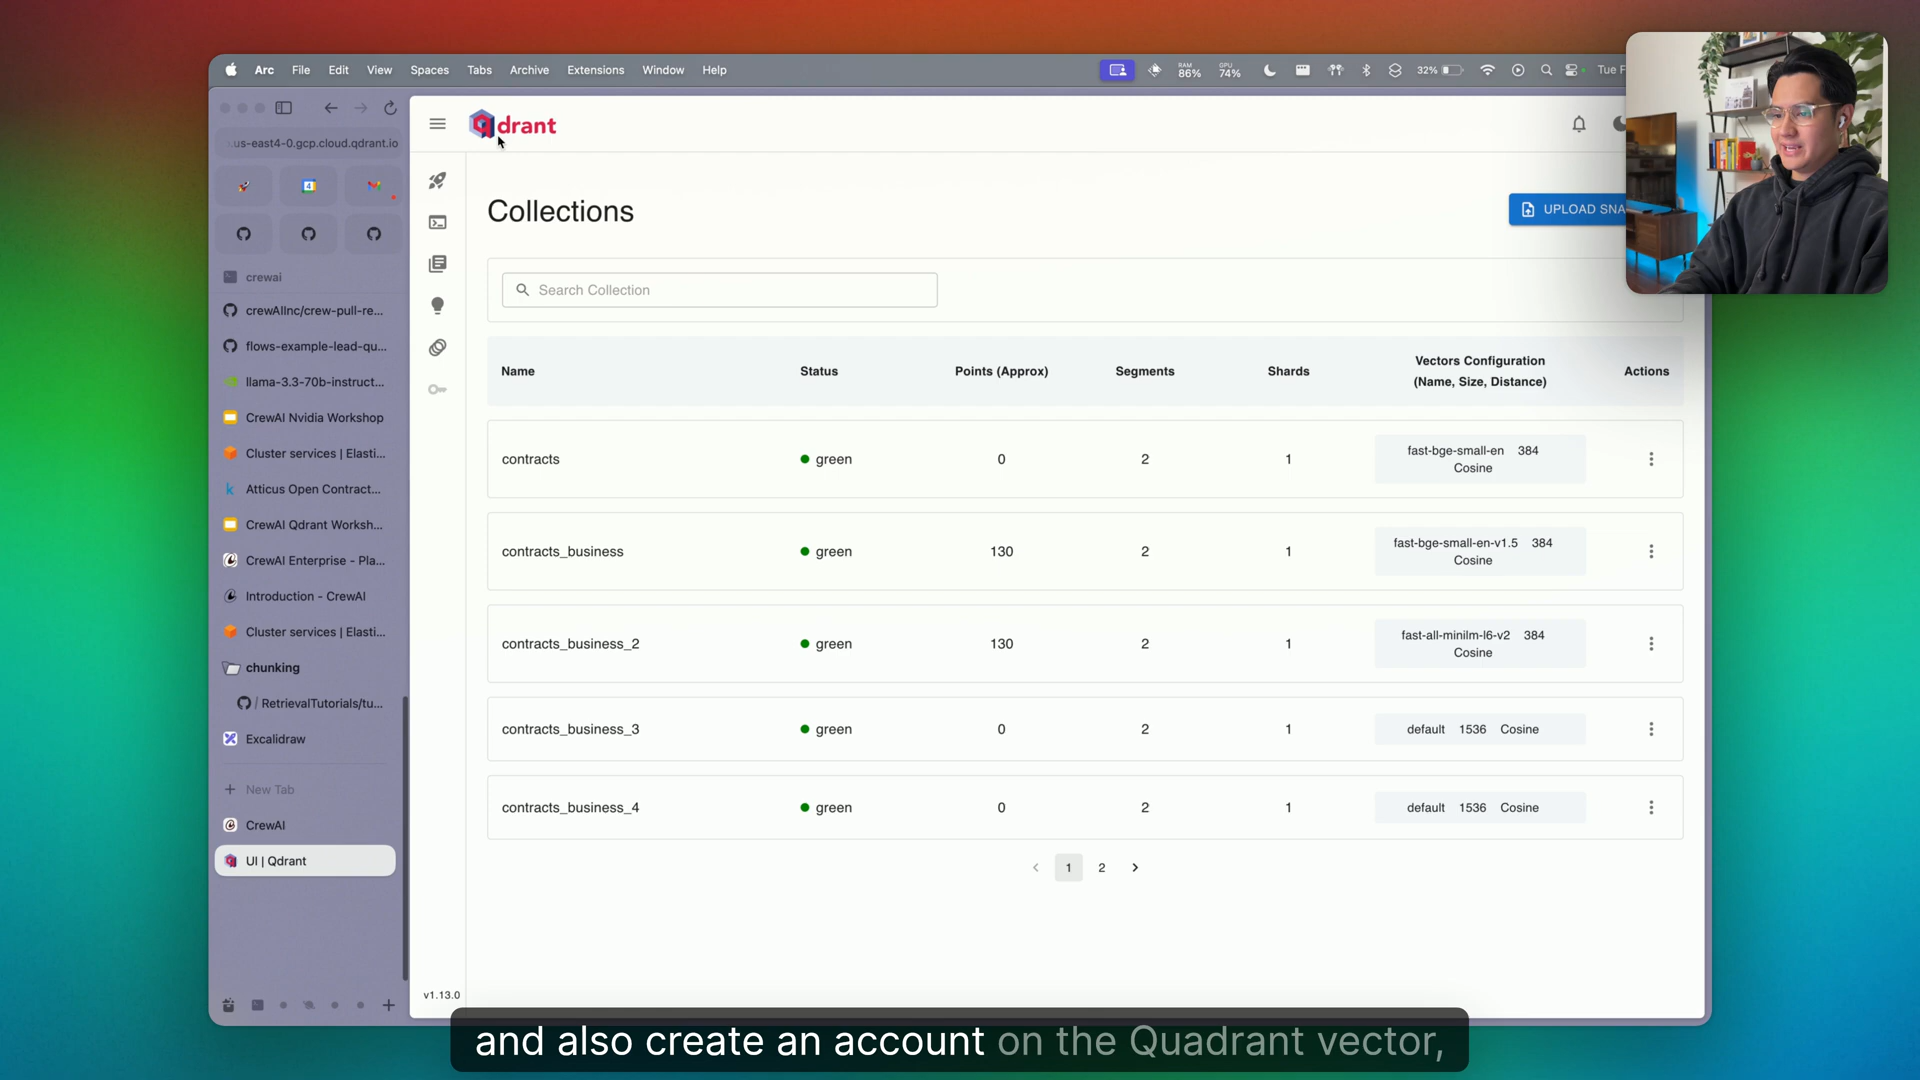 Arc File Edit View Spaces Tabs Archive Extensions Window Help
RAM 86% GPU 74% 32% Tue F
us-east4-0.gcp.cloud.qdrant.io
4
crewai
crewAIInc/crew-pull-re...
flows-example-lead-qu...
llama-3.3-70b-instruct...
CrewAI Nvidia Workshop
Cluster services | Elasti...
Atticus Open Contract...
CrewAI Qdrant Worksh...
CrewAI Enterprise - Pla...
Introduction - CrewAI
Cluster services | Elasti...
chunking
/ RetrievalTutorials/tu...
Excalidraw
New Tab
CrewAI
UI | Qdrant
qdrant
Collections
UPLOAD SNA
Search Collection
Name Status Points (Approx) Segments Shards Vectors Configuration (Name, Size, Distance) Actions
contracts green 0 2 1 fast-bge-small-en 384 Cosine
contracts_business green 130 2 1 fast-bge-small-en-v1.5 384 Cosine
contracts_business_2 green 130 2 1 fast-all-minilm-l6-v2 384 Cosine
contracts_business_3 green 0 2 1 default 1536 Cosine
contracts_business_4 green 0 2 1 default 1536 Cosine
1 2
v1.13.0
and also create an account on the Quadrant vector,